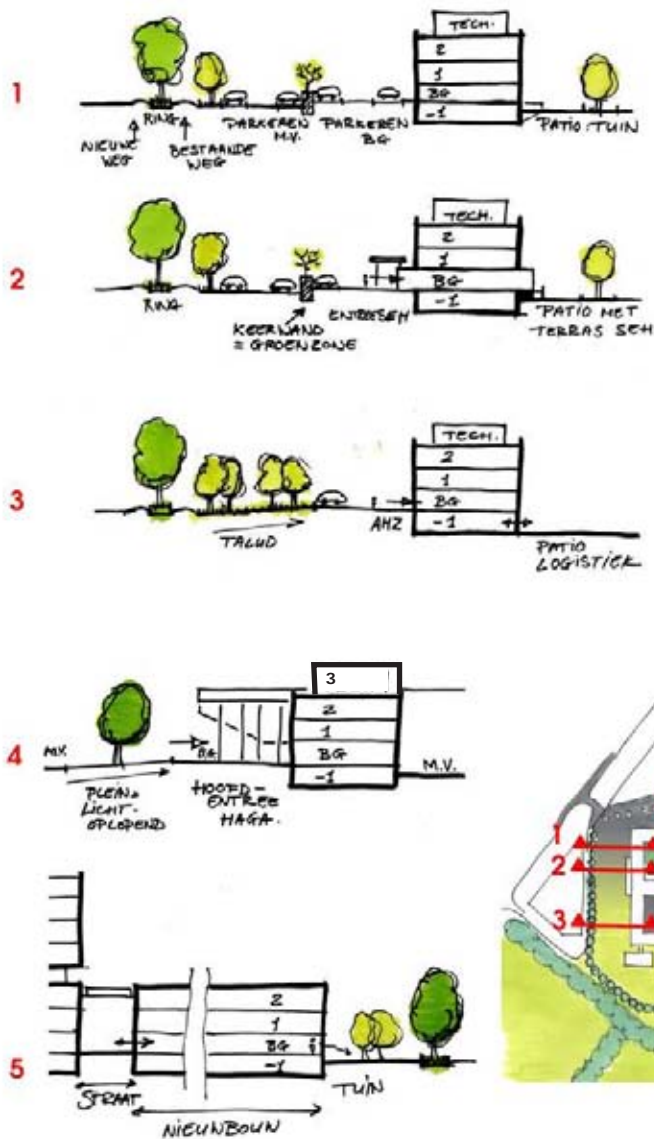 1
TECH.
2
1
BG
-1
RING
NIEUWE
WEG
BESTAANDE
WEG
PARKEREN
M.V.
PARKEREN
BG
PATIO:TUIN
2
TECH.
2
1
BG
-1
RING
KEERWAND
= GROENZONE
ENTREESEH
PATIO MET
TERRAS SEH
3
TECH.
2
1
BG
-1
TALUD
AHZ
PATIO
LOGISTIEK
4
3
2
1
BG
-1
M.V.
BG
M.V.
PLEIN.
LICHT-
OPLOPEND
HOOFD-
ENTREE
HAGA.
5
2
1
BG
-1
STRAAT
NIEUWBOUW
TUIN
1
2
3